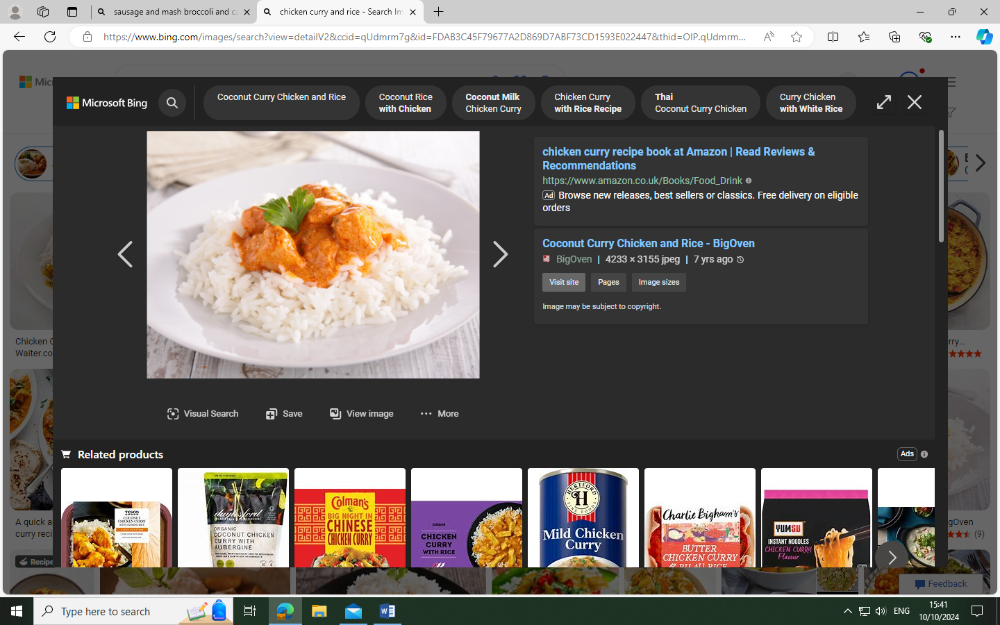 sausage and mash broccoli and ca
chicken curry and rice - Search Im
https://www.bing.com/images/search?view=detailV2&ccid=qUdmrm7g&id=FDAB3C45F79677A2D869D7ABF73CD1593E022447&thid=OIP.qUdmrm...
Microsoft Bing
Coconut Curry Chicken and Rice
Coconut Rice
with Chicken
Coconut Milk
Chicken Curry
Chicken Curry
with Rice Recipe
Thai
Coconut Curry Chicken
Curry Chicken
with White Rice
chicken curry recipe book at Amazon | Read Reviews &
Recommendations
https://www.amazon.co.uk/Books/Food_Drink
Ad Browse new releases, best sellers or classics. Free delivery on eligible
orders
Coconut Curry Chicken and Rice - BigOven
BigOven | 4233 × 3155 jpeg | 7 yrs ago
Visit site Pages Image sizes
Image may be subject to copyright.
Chicken C
Waiter.co
rry...
Visual Search Save View image ... More
Related products
Ads
A quick a
curry reci
gOven
(9)
Recipe
TESCO
COCONUT
CHICKEN CURRY
WITH JASMINE RICE
daylesford
ORGANIC
COCONUT CHICKEN
CURRY WITH
AUBERGINE
Colman's
BIG NIGHT IN
CHINESE
CHICKEN CURRY
Iceland
CHICKEN
CURRY
WITH RICE
HERTFORD
H
FINE FOODS
Mild Chicken
Curry
Charlie Bigham's
BUTTER
CHICKEN CURRY
& PILAU RICE
YUMSU
INSTANT NOODLES
CHICKEN CURRY
Flavour
Feedback
Type here to search
ENG
15:41
10/10/2024